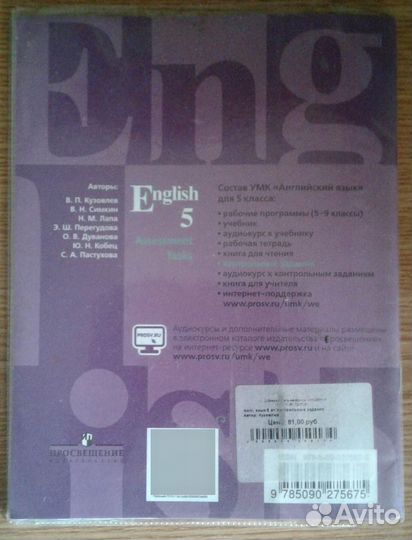 Eng
lish
Авторы:
В. П. Кузовлев
В. Н. Симкин
Н. М. Лапа
Э. Ш. Перегудова
О. В. Дуванова
Ю. Н. Кобец
С. А. Пастухова
English
5
Assessment
Tasks
Состав УМК «Английский язык»
для 5 класса:
• рабочие программы (5–9 классы)
• учебник
• аудиокурс к учебнику
• рабочая тетрадь
• книга для чтения
• контрольные задания
• аудиокурс к контрольным заданиям
• книга для учителя
• интернет-поддержка
www.prosv.ru/umk/we
PROSV.RU
Аудиокурсы и дополнительные материалы размещены
в электронном каталоге издательства «Просвещение»
на интернет-ресурсе www.prosv.ru и на сайте
www.prosv.ru/umk/we
ПРОСВЕЩЕНИЕ
ИЗДАТЕЛЬСТВО
Цена: 81,00 руб
9 785090 275675
Avito